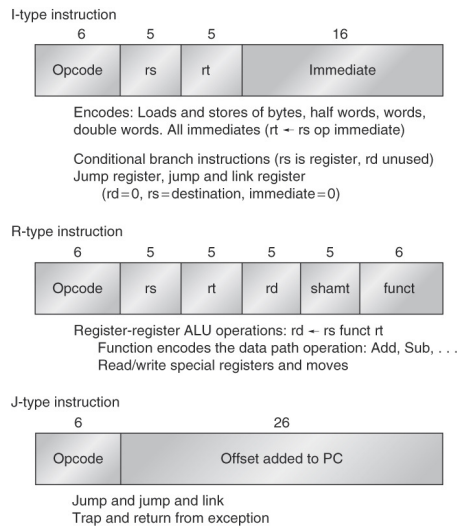 I-type instruction
6 5 5 16
Opcode rs rt Immediate
Encodes: Loads and stores of bytes, half words, words,
double words. All immediates (rt ← rs op immediate)
Conditional branch instructions (rs is register, rd unused)
Jump register, jump and link register
(rd=0, rs=destination, immediate=0)
R-type instruction
6 5 5 5 5 6
Opcode rs rt rd shamt funct
Register-register ALU operations: rd ← rs funct rt
Function encodes the data path operation: Add, Sub, . . .
Read/write special registers and moves
J-type instruction
6 26
Opcode Offset added to PC
Jump and jump and link
Trap and return from exception